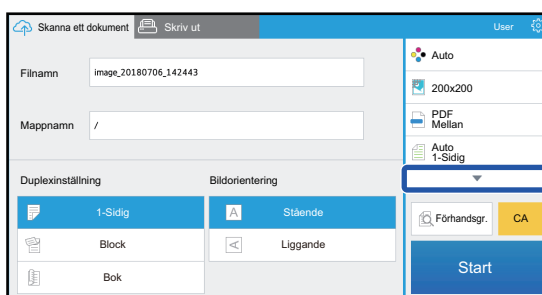 Skanna ett dokument
Skriv ut
User
Filnamn
image_20180706_142443
Mappnamn
/
Auto
200x200
PDF
Mellan
Auto
1-Sidig
Duplexinställning
Bildorientering
1-Sidig
A
Stående
Block
A
Liggande
Bok
Förhandsgr.
CA
Start